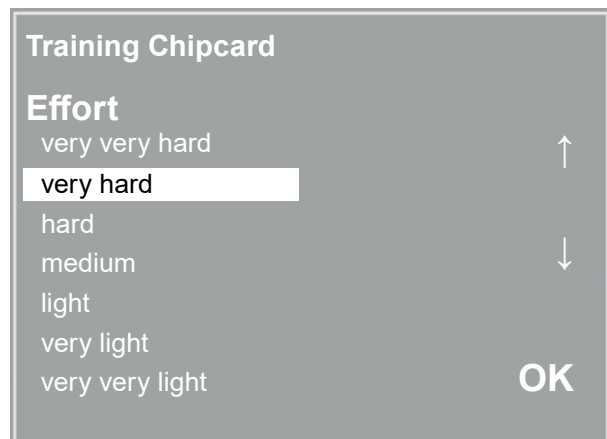 Training Chipcard
Effort
very very hard
↑
very hard
hard
medium
↓
light
very light
very very light
OK